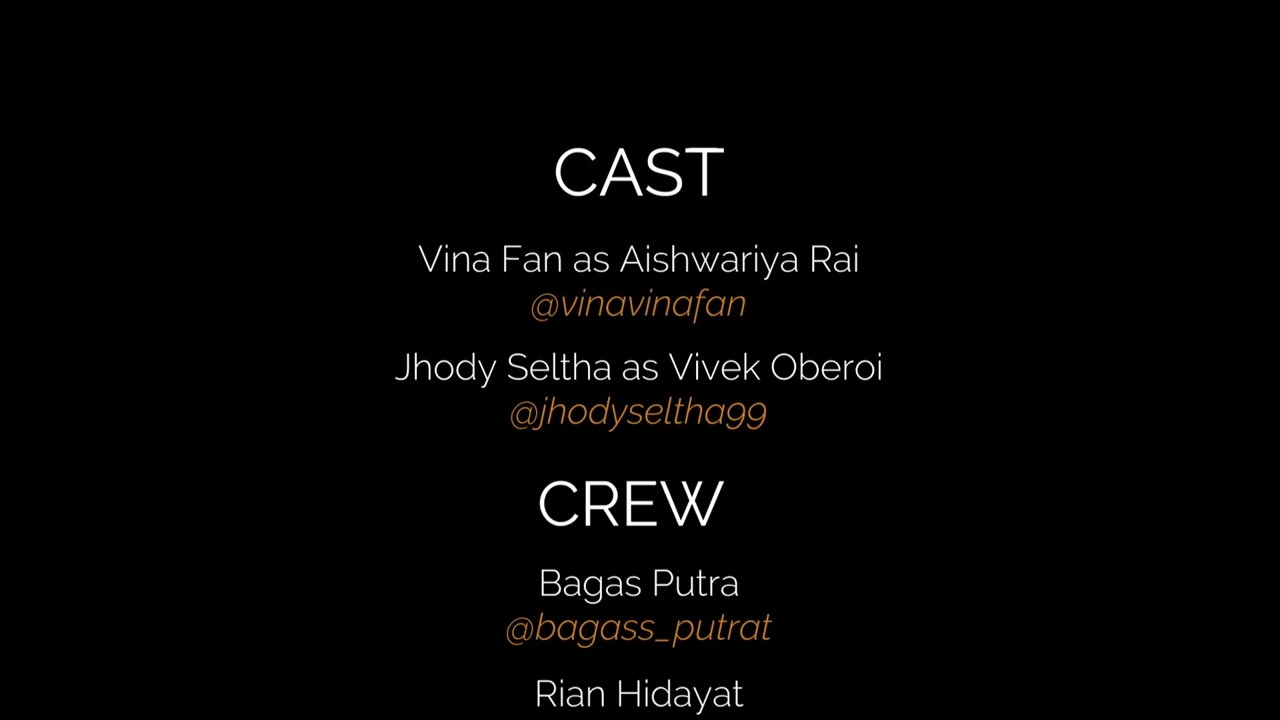 CAST
Vina Fan as Aishwariya Rai
@vinavinafan
Jhody Seltha as Vivek Oberoi
@jhodyseltha99
CREW
Bagas Putra
@bagass_putrat
Rian Hidayat